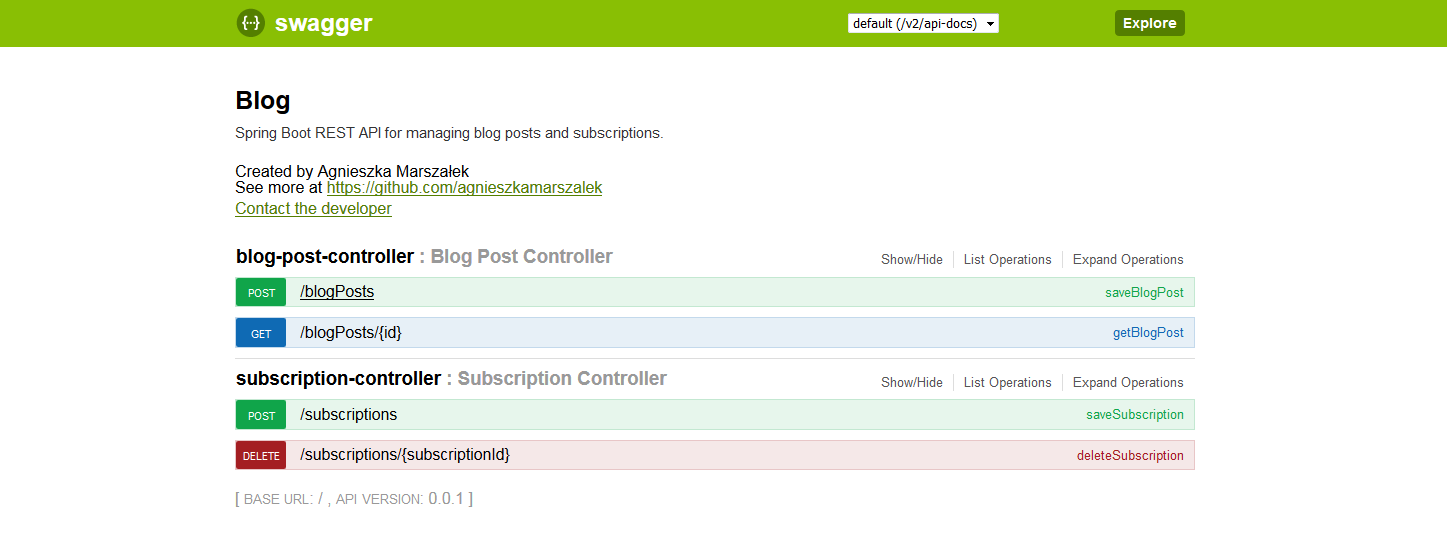 {··} swagger default (/v2/api-docs) Explore
Blog
Spring Boot REST API for managing blog posts and subscriptions.
Created by Agnieszka Marszałek
See more at https://github.com/agnieszkamarszalek
Contact the developer
blog-post-controller : Blog Post Controller Show/Hide List Operations Expand Operations
POST /blogPosts saveBlogPost
GET /blogPosts/{id} getBlogPost
subscription-controller : Subscription Controller Show/Hide List Operations Expand Operations
POST /subscriptions saveSubscription
DELETE /subscriptions/{subscriptionId} deleteSubscription
[ BASE URL: / , API VERSION: 0.0.1 ]